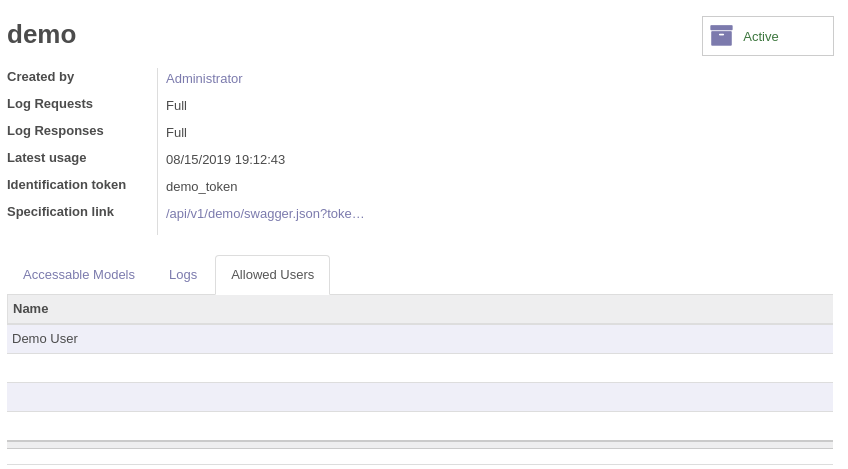 demo
Active
Created by Administrator
Log Requests Full
Log Responses Full
Latest usage 08/15/2019 19:12:43
Identification token demo_token
Specification link /api/v1/demo/swagger.json?toke…
Accessable Models Logs Allowed Users
Name
Demo User